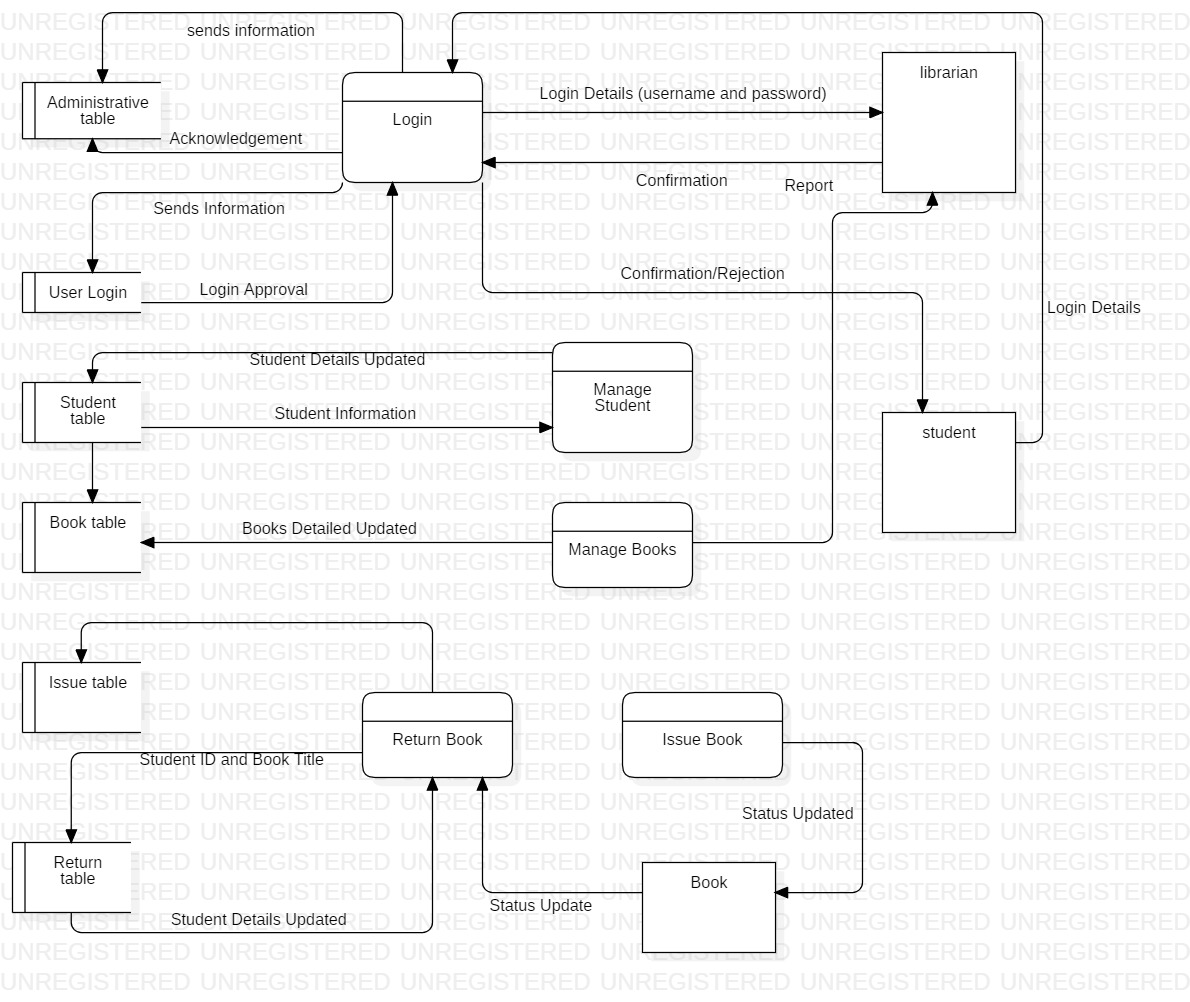 sends information
librarian
Login Details (username and password)
Administrative
table
Login
Acknowledgement
Confirmation
Report
Sends Information
Confirmation/Rejection
User Login
Login Approval
Login Details
Student Details Updated
Manage
Student
Student
table
Student Information
student
Book table
Books Detailed Updated
Manage Books
Issue table
Return Book
Issue Book
Student ID and Book Title
Status Updated
Return
table
Book
Status Update
Student Details Updated
UNREGISTERED